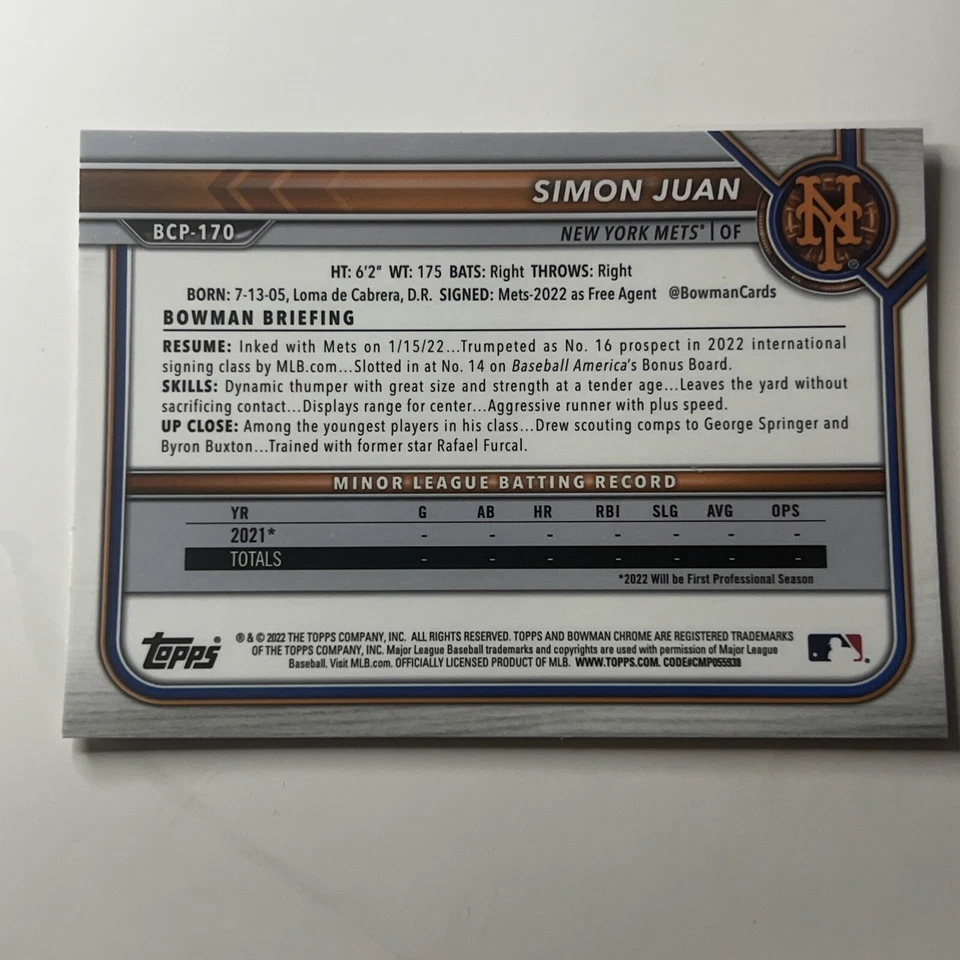 SIMON JUAN
BCP-170
NEW YORK METS® | OF
NY
HT: 6'2" WT: 175 BATS: Right THROWS: Right
BORN: 7-13-05, Loma de Cabrera, D.R. SIGNED: Mets-2022 as Free Agent @BowmanCards
BOWMAN BRIEFING
RESUME: Inked with Mets on 1/15/22...Trumpeted as No. 16 prospect in 2022 international
signing class by MLB.com...Slotted in at No. 14 on Baseball America's Bonus Board.
SKILLS: Dynamic thumper with great size and strength at a tender age...Leaves the yard without
sacrificing contact...Displays range for center...Aggressive runner with plus speed.
UP CLOSE: Among the youngest players in his class...Drew scouting comps to George Springer and
Byron Buxton...Trained with former star Rafael Furcal.
MINOR LEAGUE BATTING RECORD
YR G AB HR RBI SLG AVG OPS
2021* - - - - - - -
TOTALS - - - - - - -
*2022 Will be First Professional Season
Topps®
® & © 2022 THE TOPPS COMPANY, INC. ALL RIGHTS RESERVED. TOPPS AND BOWMAN CHROME ARE REGISTERED TRADEMARKS
OF THE TOPPS COMPANY, INC. Major League Baseball trademarks and copyrights are used with permission of Major League
Baseball. Visit MLB.com. OFFICIALLY LICENSED PRODUCT OF MLB. WWW.TOPPS.COM. CODE#CMP055938